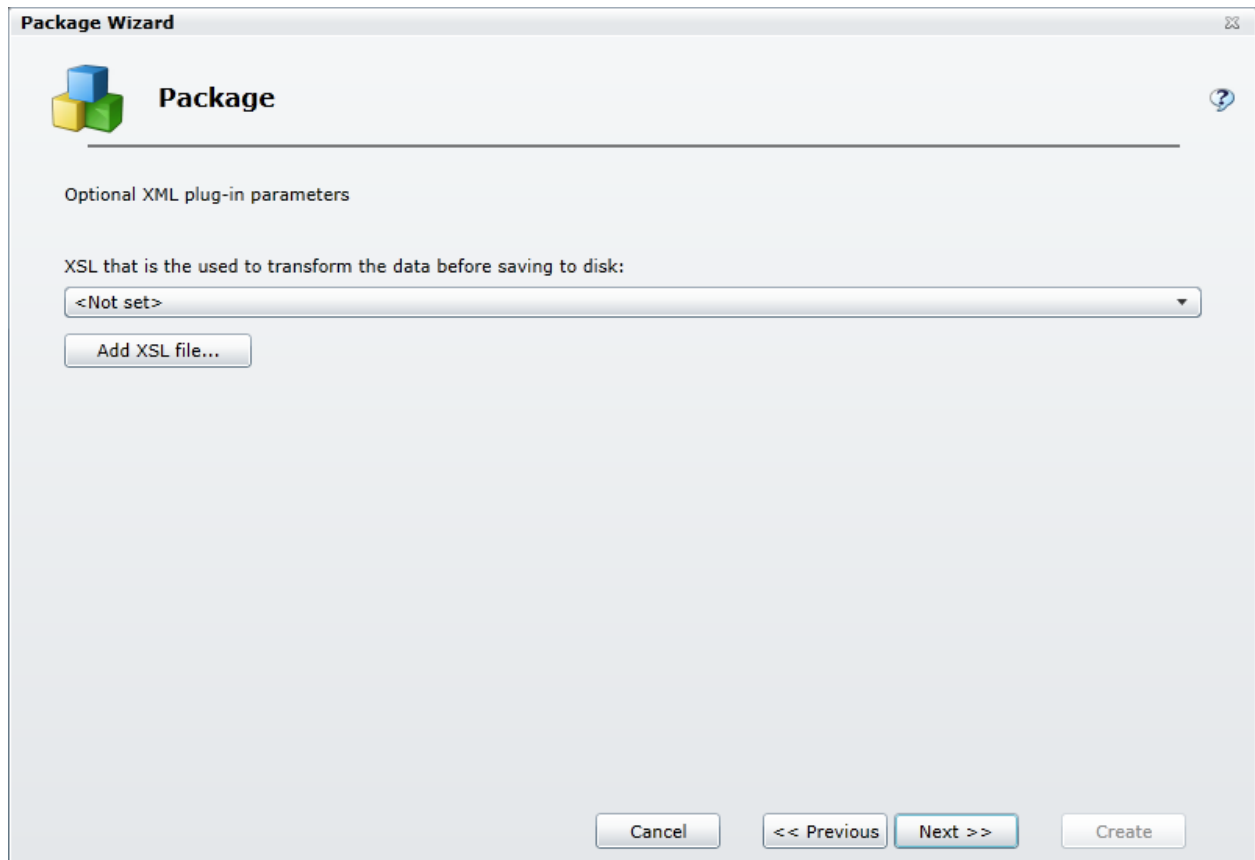 Package Wizard
Package
Optional XML plug-in parameters
XSL that is the used to transform the data before saving to disk:
<Not set>
Add XSL file...
Cancel << Previous Next >> Create